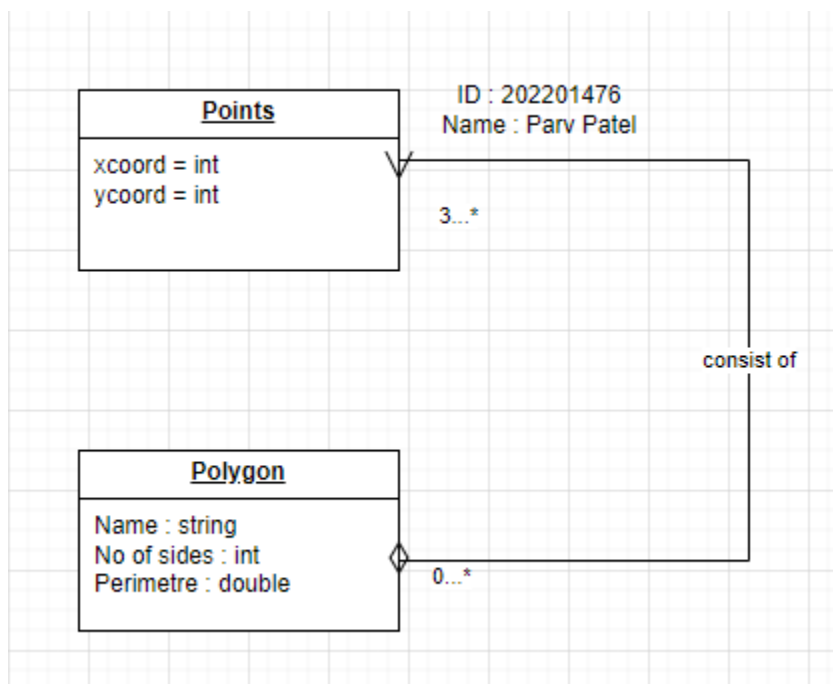 Points
xcoord = int
ycoord = int
ID : 202201476
Name : Parv Patel
3...*
consist of
Polygon
Name : string
No of sides : int
Perimetre : double
0...*